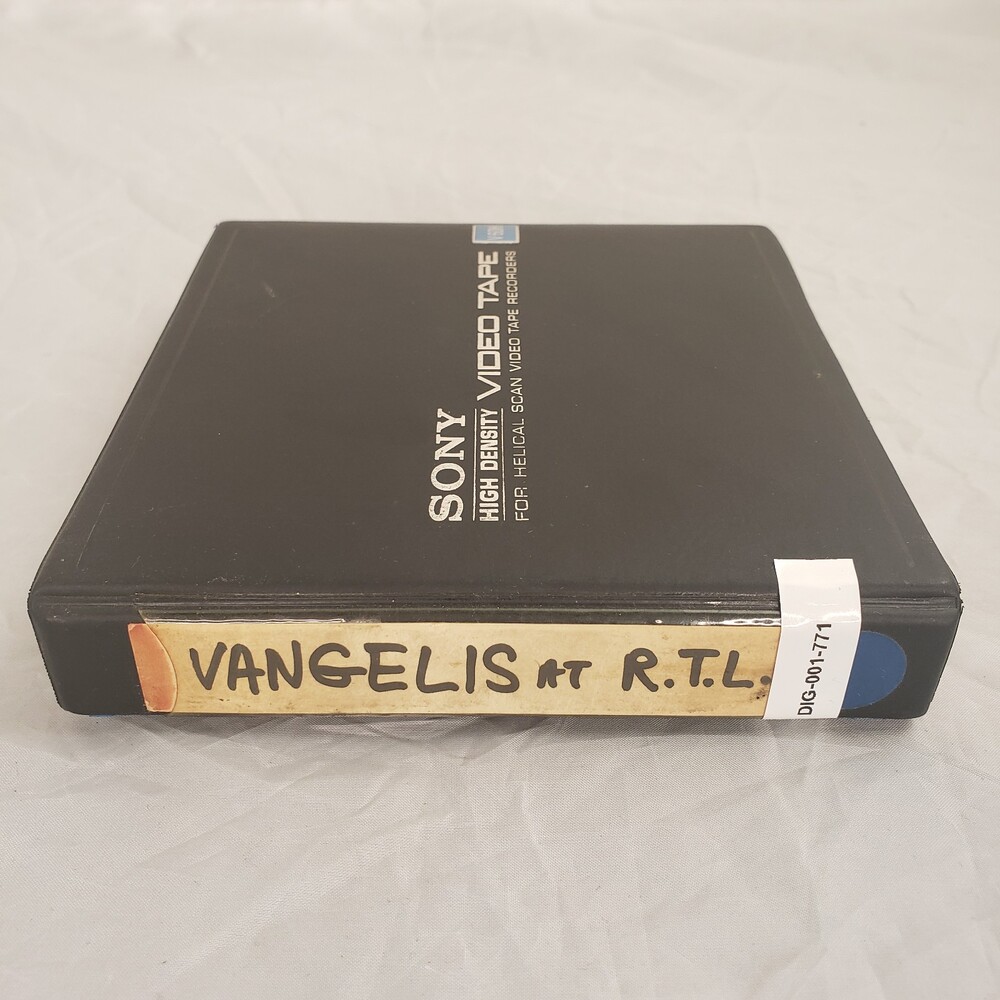 SONY
HIGH DENSITY VIDEO TAPE
FOR HELICAL SCAN VIDEO TAPE RECORDERS
VANGELIS AT R.T.L.
DIG-001-771